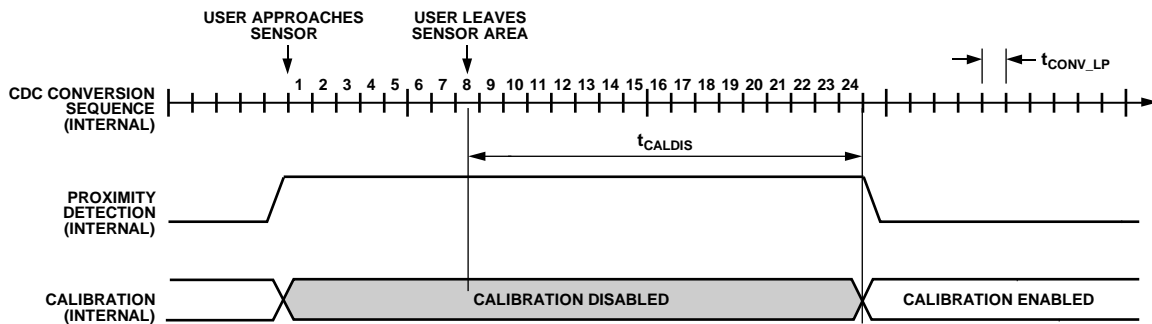 USER APPROACHES
SENSOR
USER LEAVES
SENSOR AREA
tCONV_LP
CDC CONVERSION
SEQUENCE
(INTERNAL)
1 2 3 4 5 6 7 8 9 10 11 12 13 14 15 16 17 18 19 20 21 22 23 24
tCALDIS
PROXIMITY
DETECTION
(INTERNAL)
CALIBRATION
(INTERNAL)
CALIBRATION DISABLED
CALIBRATION ENABLED